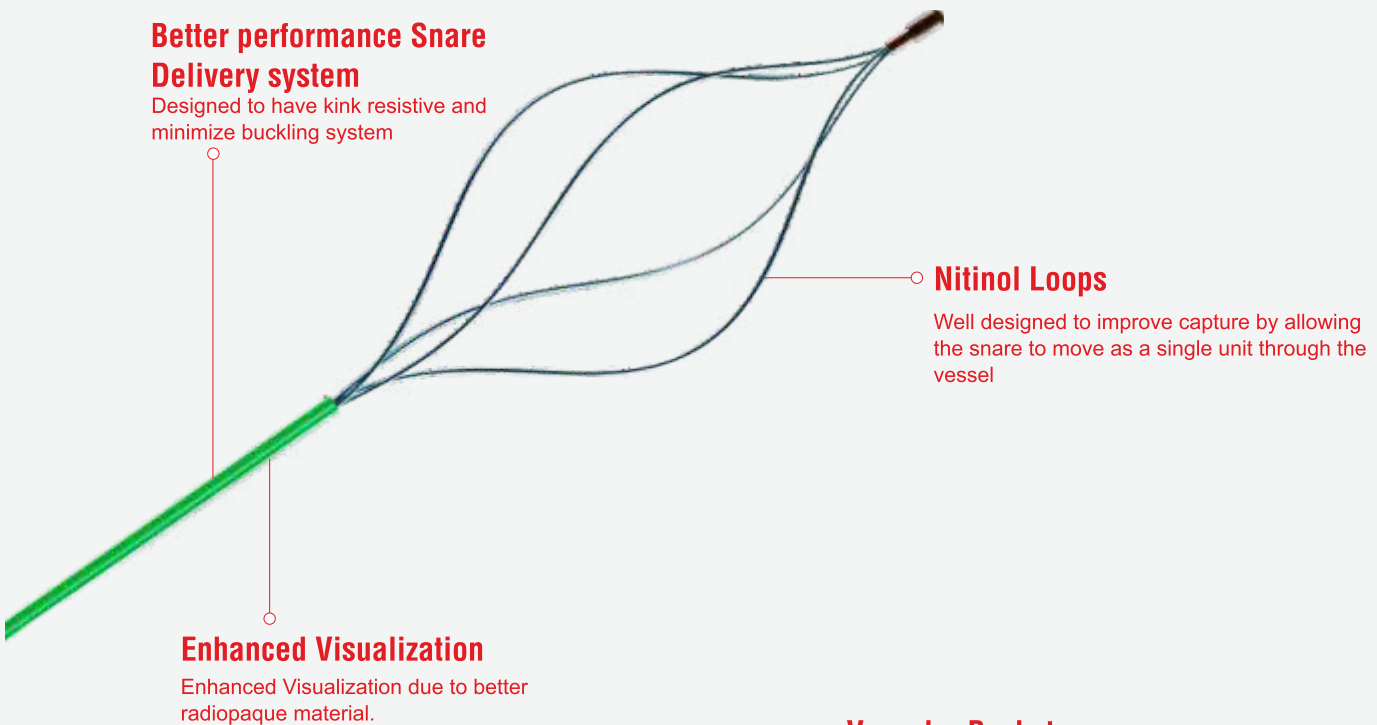 Better performance Snare
Delivery system
Designed to have kink resistive and
minimize buckling system
Nitinol Loops
Well designed to improve capture by allowing
the snare to move as a single unit through the
vessel
Enhanced Visualization
Enhanced Visualization due to better
radiopaque material.